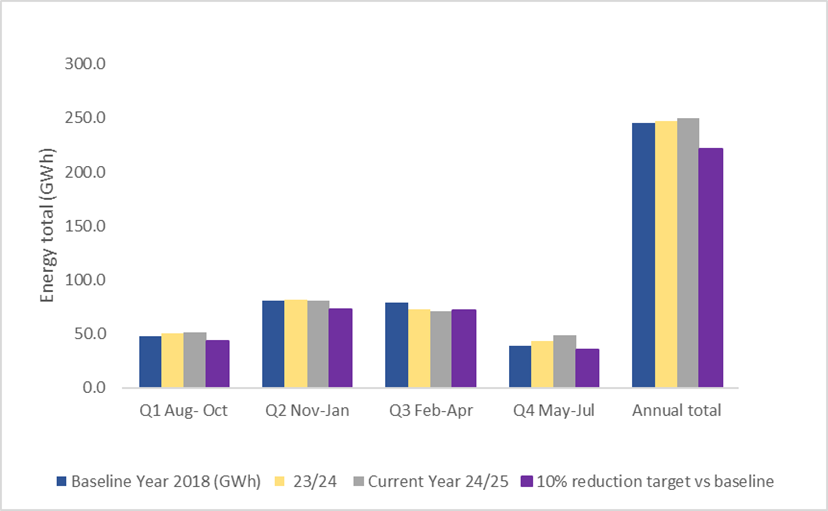 300.0
250.0
200.0
150.0
100.0
50.0
0.0
Energy total (GWh)
Q1 Aug- Oct Q2 Nov-Jan Q3 Feb-Apr Q4 May-Jul Annual total
Baseline Year 2018 (GWh) 23/24 Current Year 24/25 10% reduction target vs baseline